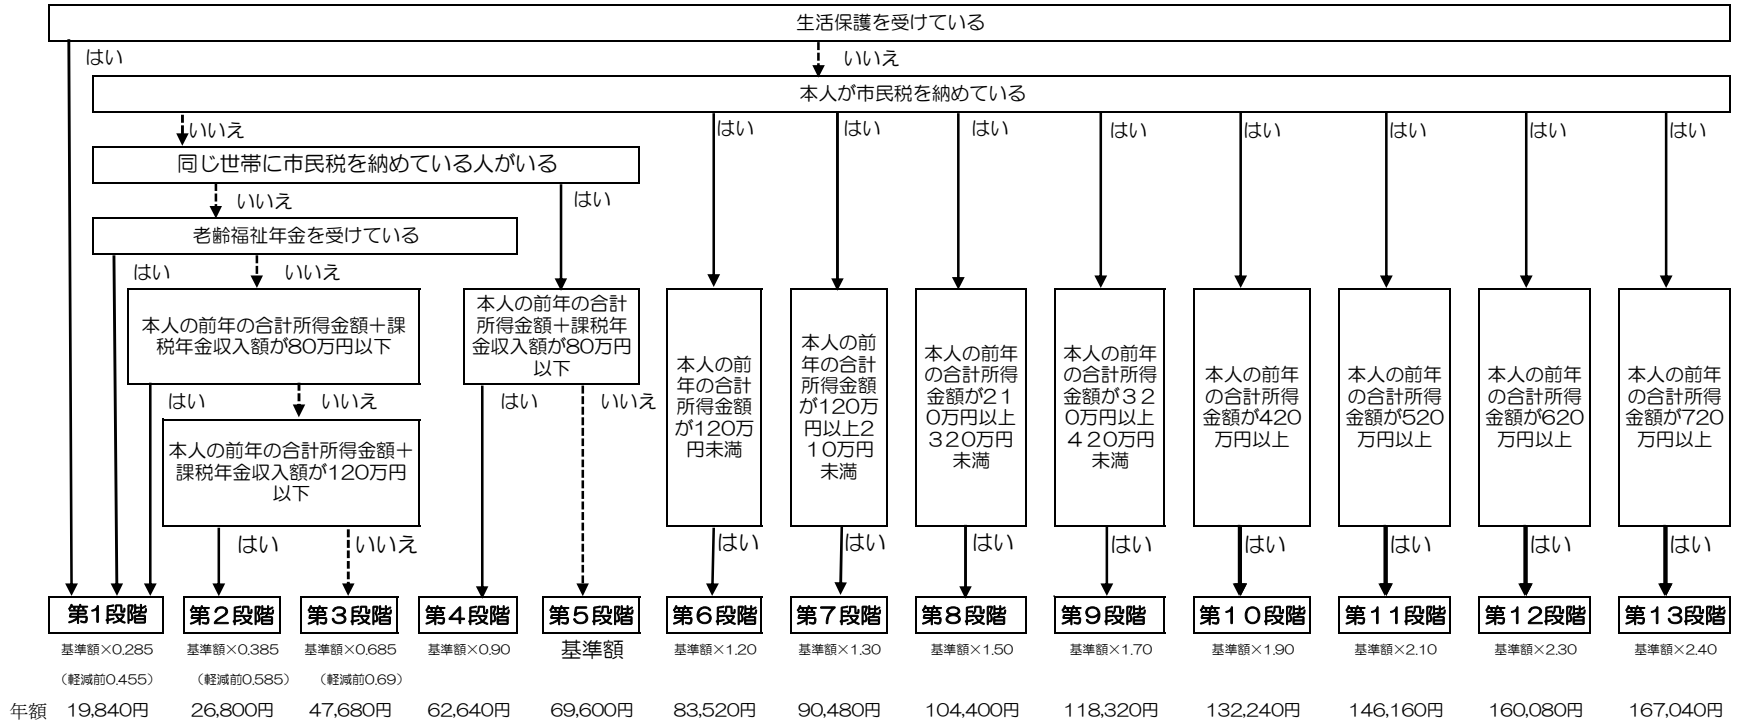 生活保護を受けている
はい
いいえ
本人が市民税を納めている
いいえ
はい
はい
はい
はい
はい
はい
はい
はい
同じ世帯に市民税を納めている人がいる
いいえ
はい
老齢福祉年金を受けている
はい
いいえ
本人の前年の合計所得金額＋課
税年金収入額が80万円以下
本人の前年の合計
所得金額＋課税年
金収入額が80万円
以下
本人の前
年の合計
所得金額
が120万
円未満
本人の前
年の合計
所得金額
が120万
円以上2
10万円
未満
本人の前年
の合計所得
金額が21
0万円以上
320万円
未満
本人の前年
の合計所得
金額が32
0万円以上
420万円
未満
本人の前年
の合計所得
金額が420
万円以上
本人の前年
の合計所得
金額が520
万円以上
本人の前年
の合計所得
金額が620
万円以上
本人の前年
の合計所得
金額が720
万円以上
はい
いいえ
はい
いいえ
本人の前年の合計所得金額＋
課税年金収入額が120万円
以下
はい
いいえ
はい
はい
はい
はい
はい
はい
はい
はい
第1段階
第2段階
第3段階
第4段階
第5段階
第6段階
第7段階
第8段階
第9段階
第10段階
第11段階
第12段階
第13段階
基準額×0.285
基準額×0.385
基準額×0.685
基準額×0.90
基準額
基準額×1.20
基準額×1.30
基準額×1.50
基準額×1.70
基準額×1.90
基準額×2.10
基準額×2.30
基準額×2.40
（軽減前0.455）
（軽減前0.585）
（軽減前0.69）
年額
19,840円
26,800円
47,680円
62,640円
69,600円
83,520円
90,480円
104,400円
118,320円
132,240円
146,160円
160,080円
167,040円